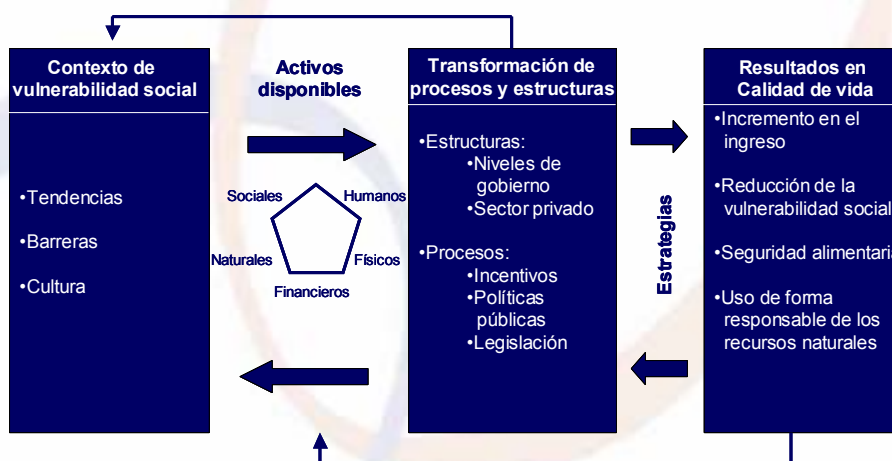 Contexto de
vulnerabilidad social
•Tendencias
•Barreras
•Cultura
Activos
disponibles
Sociales
Humanos
Naturales
Físicos
Financieros
Transformación de
procesos y estructuras
•Estructuras:
•Niveles de
gobierno
•Sector privado
•Procesos:
•Incentivos
•Políticas
públicas
•Legislación
Estrategias
Resultados en
Calidad de vida
•Incremento en el
ingreso
•Reducción de la
vulnerabilidad social
•Seguridad alimentaria
•Uso de forma
responsable de los
recursos naturales